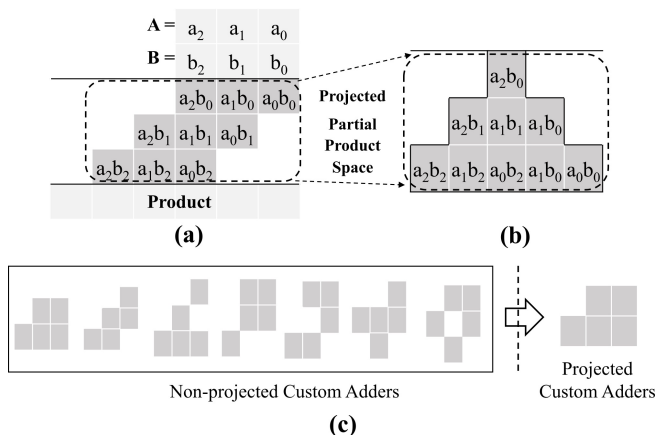 A = a₂ a₁ a₀
B = b₂ b₁ b₀
a₂b₀ a₁b₀ a₀b₀
a₂b₁ a₁b₁ a₀b₁
a₂b₂ a₁b₂ a₀b₂
Product
(a)
Projected
Partial
Product
Space
a₂b₀
a₂b₁ a₁b₁ a₁b₀
a₂b₂ a₁b₂ a₀b₂ a₁b₀ a₀b₀
(b)
Non-projected Custom Adders
Projected
Custom Adders
(c)